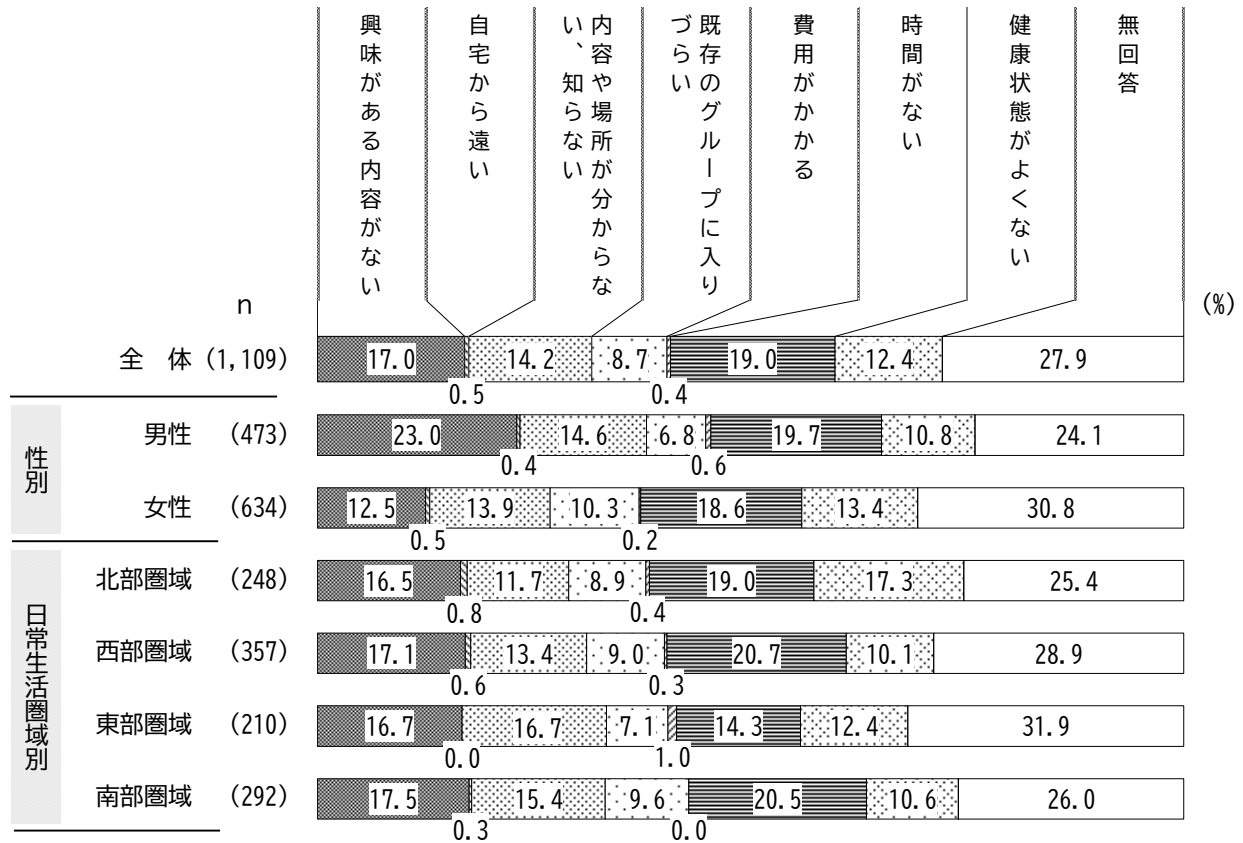 興味がある内容がない
自宅から遠い
内容や場所が分からな
い、知らない
既存のグループに入り
づらい
費用がかかる
時間がない
健康状態がよくない
無回答
n
(%)
全 体 (1,109) 17.0 0.5 14.2 8.7 0.4 19.0 12.4 27.9
性別
男性 (473) 23.0 0.4 14.6 6.8 0.6 19.7 10.8 24.1
女性 (634) 12.5 0.5 13.9 10.3 0.2 18.6 13.4 30.8
日常生活圏域別
北部圏域 (248) 16.5 0.8 11.7 8.9 0.4 19.0 17.3 25.4
西部圏域 (357) 17.1 0.6 13.4 9.0 0.3 20.7 10.1 28.9
東部圏域 (210) 16.7 0.0 16.7 7.1 1.0 14.3 12.4 31.9
南部圏域 (292) 17.5 0.3 15.4 9.6 0.0 20.5 10.6 26.0